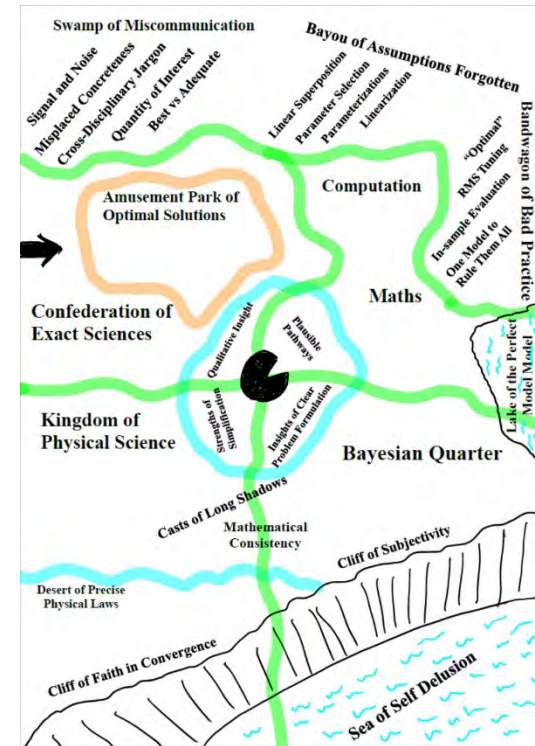 Swamp of Miscommunication
Signal and Noise
Misplaced Concreteness
Cross-Disciplinary Jargon
Quantity of Interest
Best vs Adequate
Bayou of Assumptions Forgotten
Linear Superposition
Parameter Selection
Parameterizations
Linearization
Bandwagon of Bad Practice
"Optimal"
RMS Tuning
In-sample Evaluation
One Model to
Rule Them All
Computation
Amusement Park of
Optimal Solutions
Maths
Confederation of
Exact Sciences
Qualitative Insight
Plausible
Pathways
Lake of the Perfect
Model Model
Kingdom of
Physical Science
Strengths of
Simplification
Insights of Clear
Problem Formulation
Bayesian Quarter
Casts of Long Shadows
Mathematical
Consistency
Cliff of Subjectivity
Desert of Precise
Physical Laws
Cliff of Faith in Convergence
Sea of Self Delusion